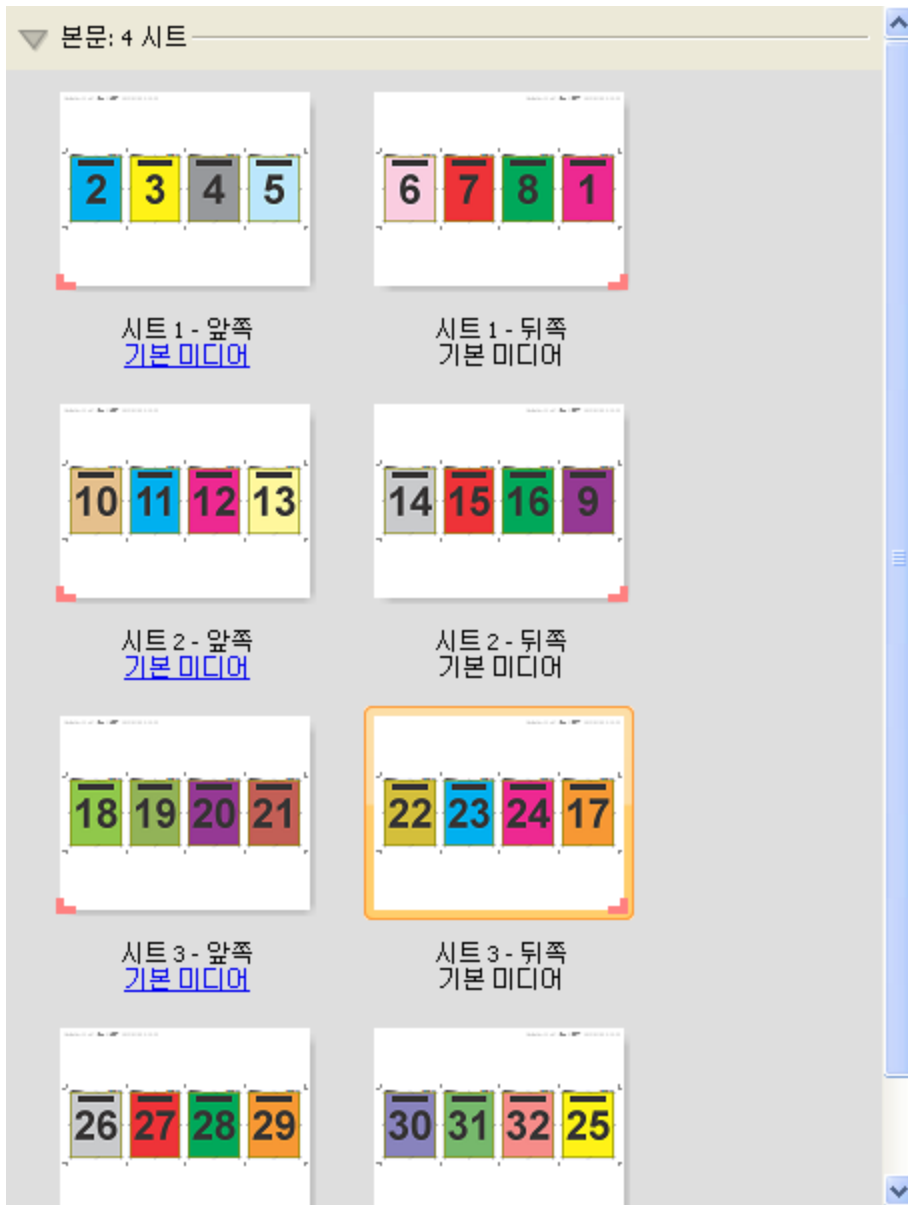 본문: 4 시트
2 3 4 5
6 7 8 1
시트 1 - 앞쪽
기본 미디어
시트 1 - 뒤쪽
기본 미디어
10 11 12 13
14 15 16 9
시트 2 - 앞쪽
기본 미디어
시트 2 - 뒤쪽
기본 미디어
18 19 20 21
22 23 24 17
시트 3 - 앞쪽
기본 미디어
시트 3 - 뒤쪽
기본 미디어
26 27 28 29
30 31 32 25